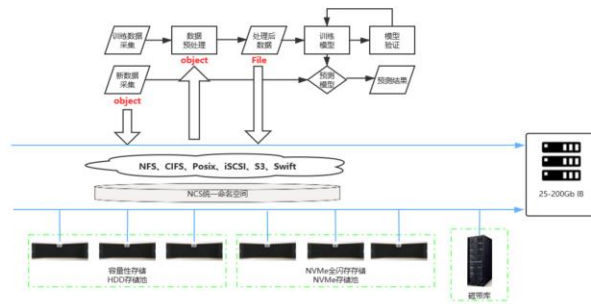 训练数据
采集
数据
预处理
处理后
数据
训练
模型
模型
验证
object
File
新数据
采集
预测
模型
预测结果
object
NFS、CIFS、Posix、iSCSI、S3、Swift
NCS统一命名空间
25-200Gb IB
容量性存储
HDD存储池
NVMe全闪存存储
NVMe存储池
磁带库